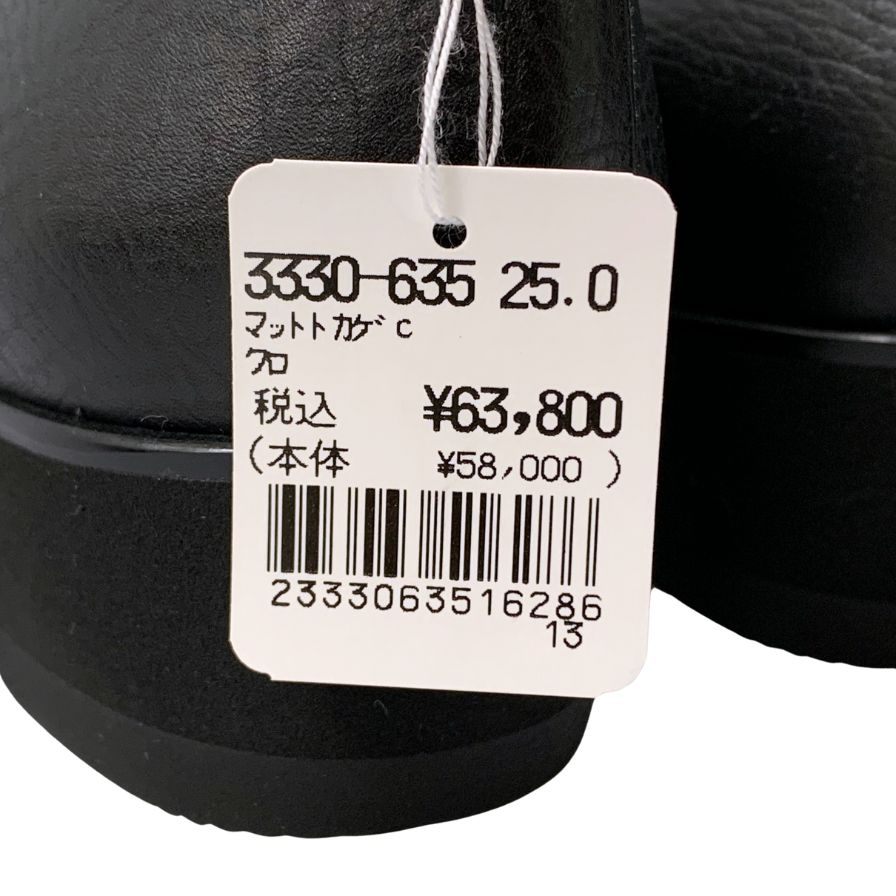 3330-635 25.0
マットトカゲC
クロ
税込 ¥63,800
(本体 ¥58,000 )
2333063516286
13